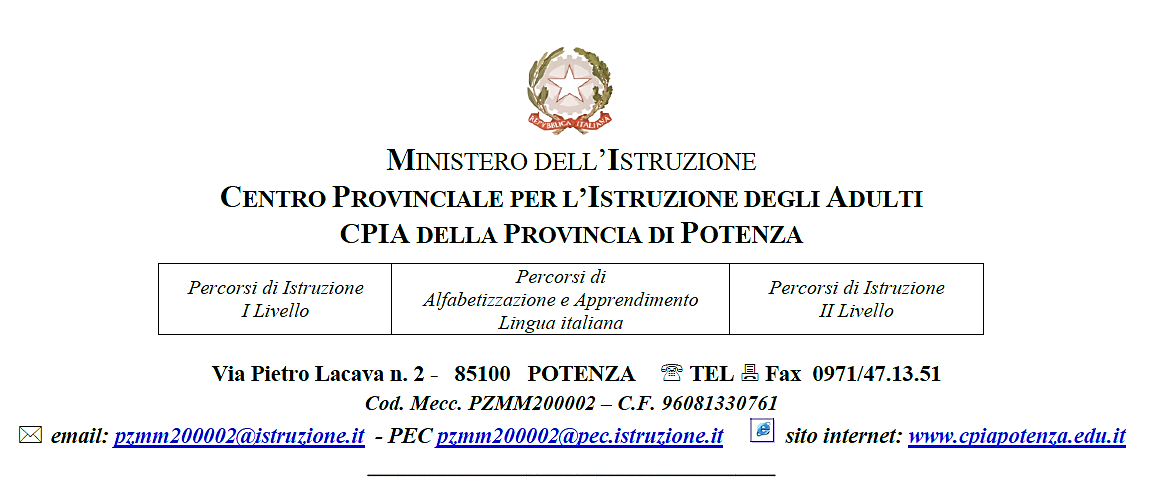 REPVBBLICA ITALIANA
MINISTERO DELL'ISTRUZIONE
CENTRO PROVINCIALE PER L'ISTRUZIONE DEGLI ADULTI
CPIA DELLA PROVINCIA DI POTENZA
Percorsi di Istruzione
I Livello
Percorsi di
Alfabetizzazione e Apprendimento
Lingua italiana
Percorsi di Istruzione
II Livello
Via Pietro Lacava n. 2 - 85100 POTENZA ☏ TEL Fax 0971/47.13.51
Cod. Mecc. PZMM200002 – C.F. 96081330761
email: pzmm200002@istruzione.it - PEC pzmm200002@pec.istruzione.it sito internet: www.cpiapotenza.edu.it